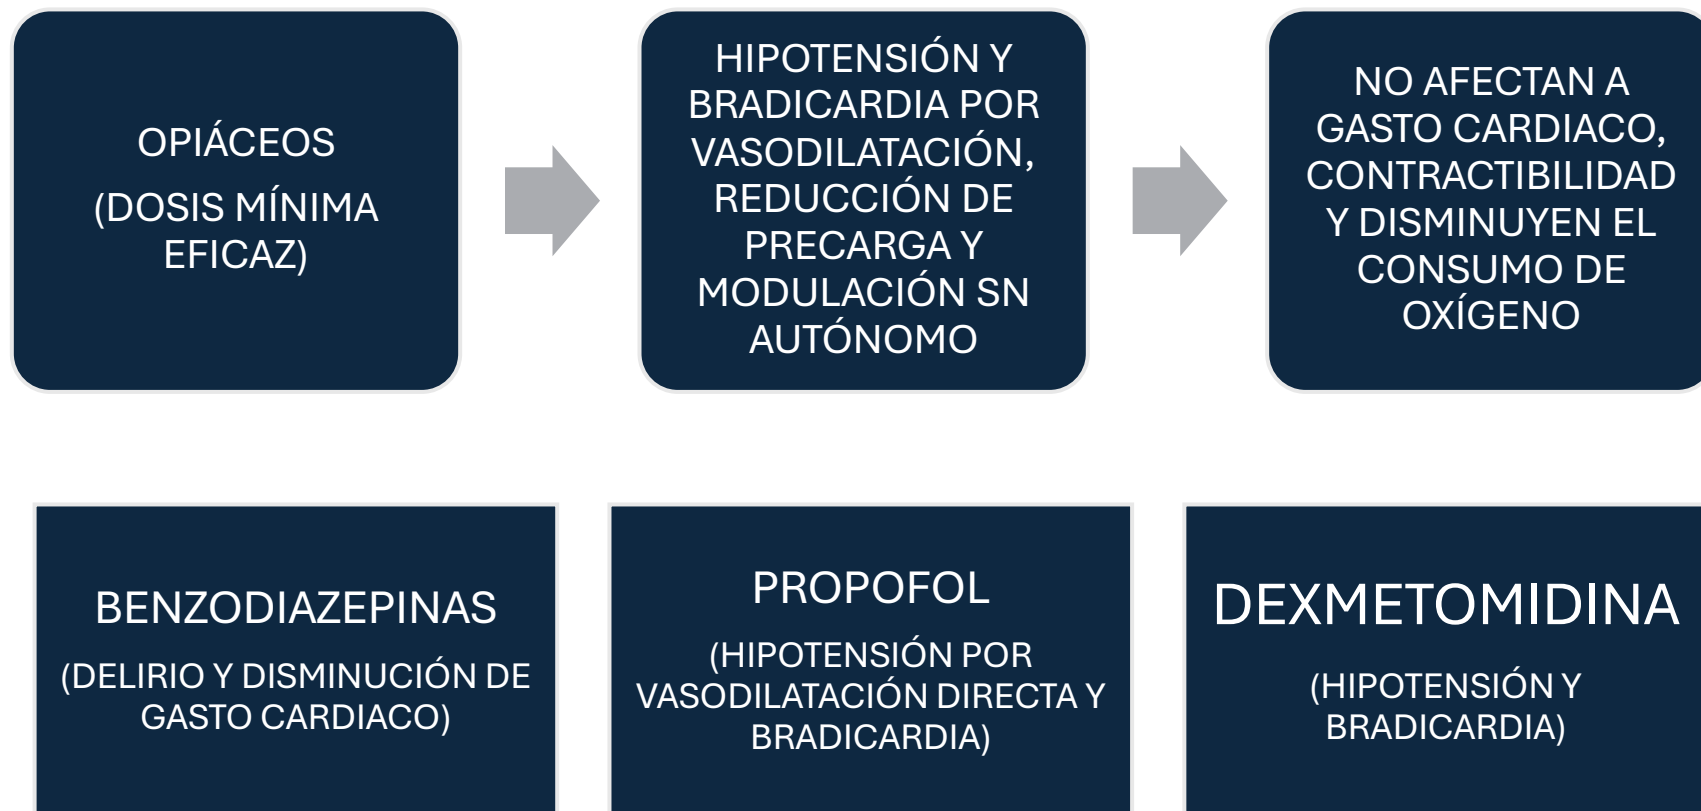 OPIÁCEOS
(DOSIS MÍNIMA
EFICAZ)
HIPOTENSIÓN Y
BRADICARDIA POR
VASODILATACIÓN,
REDUCCIÓN DE
PRECARGA Y
MODULACIÓN SN
AUTÓNOMO
NO AFECTAN A
GASTO CARDIACO,
CONTRACTIBILIDAD
Y DISMINUYEN EL
CONSUMO DE
OXÍGENO
BENZODIAZEPINAS
(DELIRIO Y DISMINUCIÓN DE
GASTO CARDIACO)
PROPOFOL
(HIPOTENSIÓN POR
VASODILATACIÓN DIRECTA Y
BRADICARDIA)
DEXMETOMIDINA
(HIPOTENSIÓN Y
BRADICARDIA)